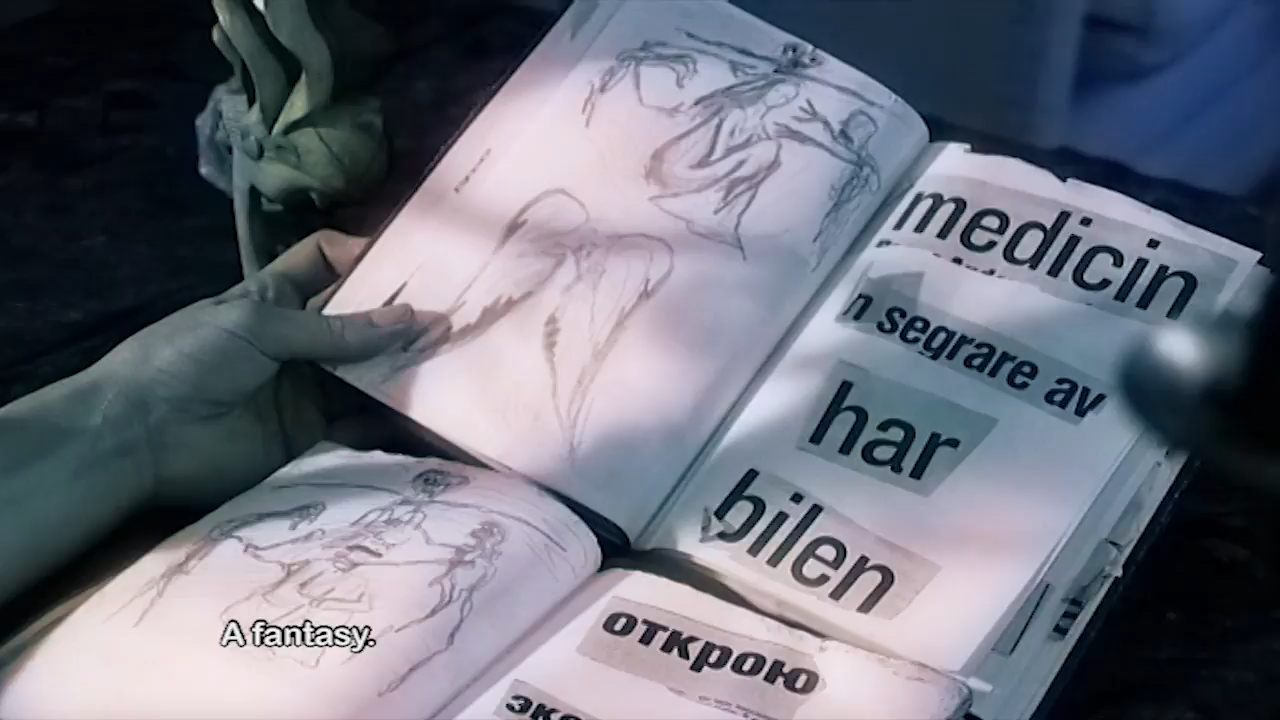 medicin
n segrare av
har
bilen
открою
A fantasy.